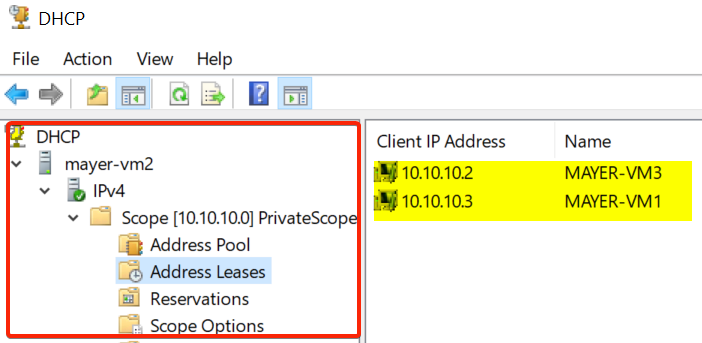 DHCP
File Action View Help
DHCP
mayer-vm2
IPv4
Scope [10.10.10.0] PrivateScope
Address Pool
Address Leases
Reservations
Scope Options
Client IP Address Name
10.10.10.2 MAYER-VM3
10.10.10.3 MAYER-VM1